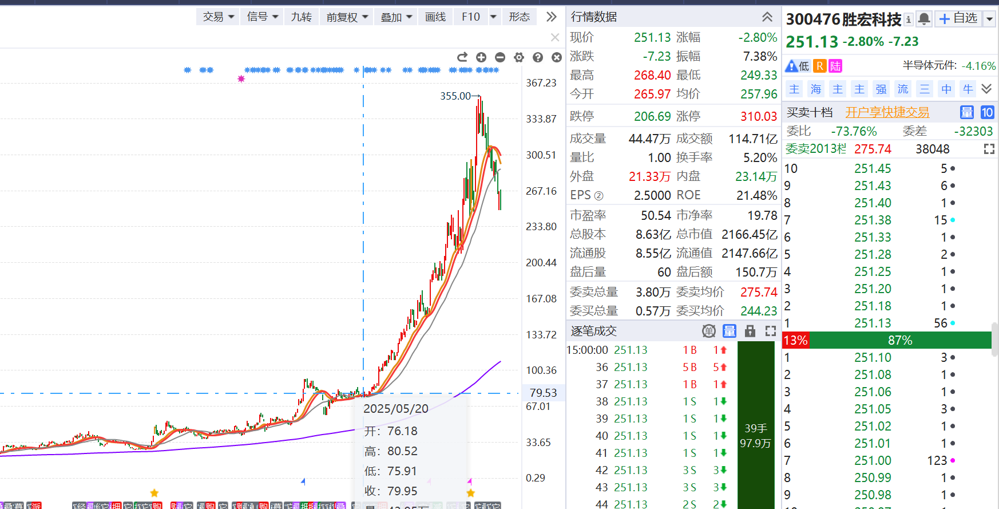 交易 信号 九转 前复权 叠加 画线 F10 形态
355.00
367.23
333.87
300.51
267.16
233.80
200.44
167.08
133.72
100.36
79.53
67.01
33.65
0.29
2025/05/20
开: 76.18
高: 80.52
低: 75.91
收: 79.95
行情数据
现价 251.13 涨幅 -2.80%
涨跌 -7.23 振幅 7.38%
最高 268.40 最低 249.33
今开 265.97 均价 257.96
跌停 206.69 涨停 310.03
成交量 44.47万 成交额 114.71亿
量比 1.00 换手率 5.20%
外盘 21.33万 内盘 23.14万
EPS ② 2.5000 ROE 21.48%
市盈率 50.54 市净率 19.78
总股本 8.63亿 总市值 2166.45亿
流通股 8.55亿 流通值 2147.66亿
盘后量 60 盘后额 150.7万
委卖总量 3.80万 委卖均价 275.74
委买总量 0.57万 委买均价 244.23
逐笔成交 单 量
15:00:00 251.13 1 B 1
36 251.13 5 B 5
37 251.13 1 B 1
38 251.13 1 S 1
39 251.13 1 S 1
40 251.13 1 S 1
41 251.13 1 S 1
42 251.13 3 S 3
43 251.13 3 S 3
44 251.13 2 S 2
39手
97.9万
300476 胜宏科技 i + 自选
251.13 -2.80% -7.23
低 R 陆 半导体元件: -4.16%
主 海 主 主 强 流 三 中 牛
买卖十档 开户享快捷交易 量 10
委比 -73.76% 委差 -32303
委卖2013档 275.74 38048
10 251.45 5
9 251.43 6
8 251.40 1
7 251.38 15
6 251.33 1
5 251.28 2
4 251.25 1
3 251.20 1
2 251.18 1
1 251.13 56
13% 87%
1 251.10 3
2 251.08 1
3 251.06 1
4 251.05 3
5 251.02 1
6 251.01 1
7 251.00 123
8 250.99 1
9 250.98 1